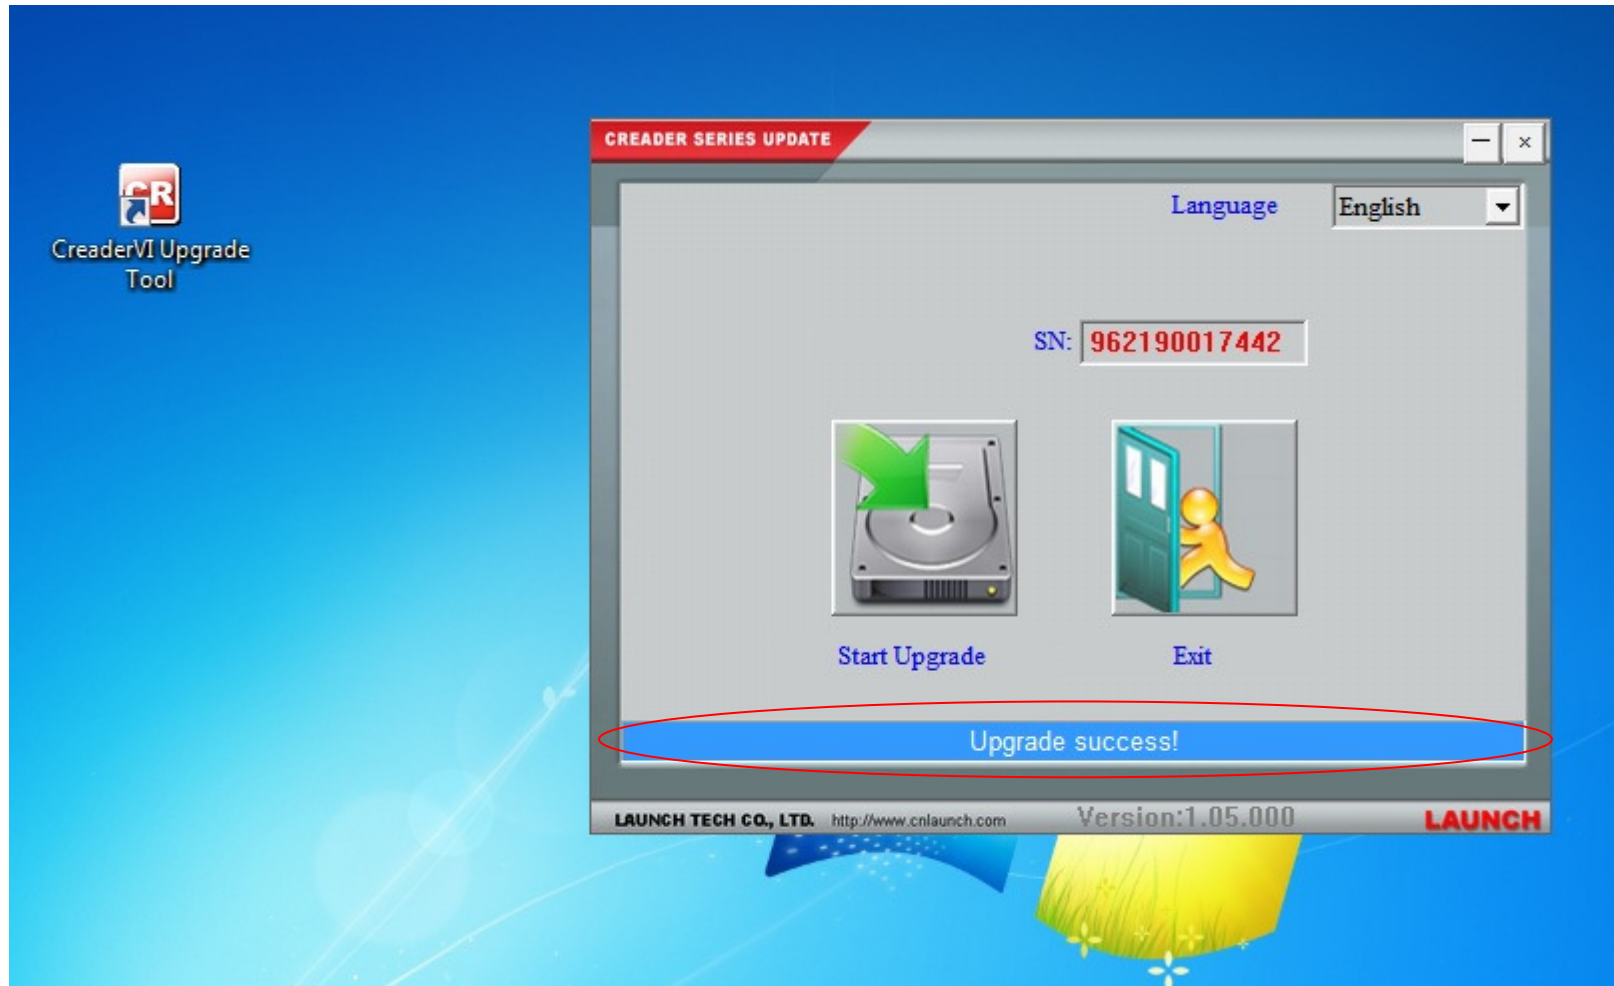 CR
CreaderVI Upgrade
Tool
CREADER SERIES UPDATE
Language
English
SN:
962190017442
Start Upgrade
Exit
Upgrade success!
LAUNCH TECH CO., LTD. http://www.cnlaunch.com Version:1.05.000 LAUNCH